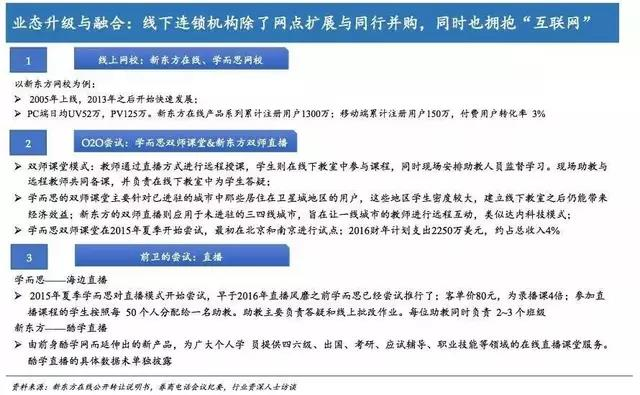 业态升级与融合：线下连锁机构除了网点扩展与同行并购，同时也拥抱“互联网”
1
线上网校：新东方在线、学而思网校
以新东方网校为例：
➢ 2005年上线，2013年之后开始快速发展；
➢ PC端日均UV52万，PV125万。新东方在线产品系列累计注册用户1300万；移动端累计注册用户150万，付费用户转化率 3%
2
O2O尝试：学而思双师课堂&新东方双师直播
➢ 双师课堂模式：教师通过直播方式进行远程授课，学生则在线下教室中参与课程，同时现场安排助教人员监督学习。现场助教与
远程教师共同备课，并负责在线下教室中为学生答疑；
➢ 学而思的双师课堂主要针对已进驻的城市中那些居住在卫星城地区的用户，这些地区学生密度较大，建立线下教室之后仍能带来
经济效益；新东方的双师直播则应用于未进驻的三四线城市，旨在让一线城市的教师进行远程互动，类似达内科技模式；
➢ 学而思双师课堂在2015年夏季开始尝试，最初在北京和南京进行试点；2016财年计划支出2250万美元，约占总收入4%
3
前卫的尝试：直播
学而思——海边直播
➢ 2015年夏季学而思对直播模式开始尝试，早于2016年直播风靡之前学而思已经尝试推行了；客单价80元，为录播课4倍；参加直
播课程的学生按照每 50 个人分配给一名助教。助教主要负责答疑和线上批改作业。每位助教同时负责 2~3 个班级
新东方——酷学直播
➢ 由前身酷学网而延伸出的新产品，为广大个人学 员提供四六级、出国、考研、应试辅导、职业技能等领域的在线直播课堂服务。
酷学直播的具体数据未单独披露
资料来源：新东方在线公开转让说明书，券商电话会议纪要，行业资深人士访谈